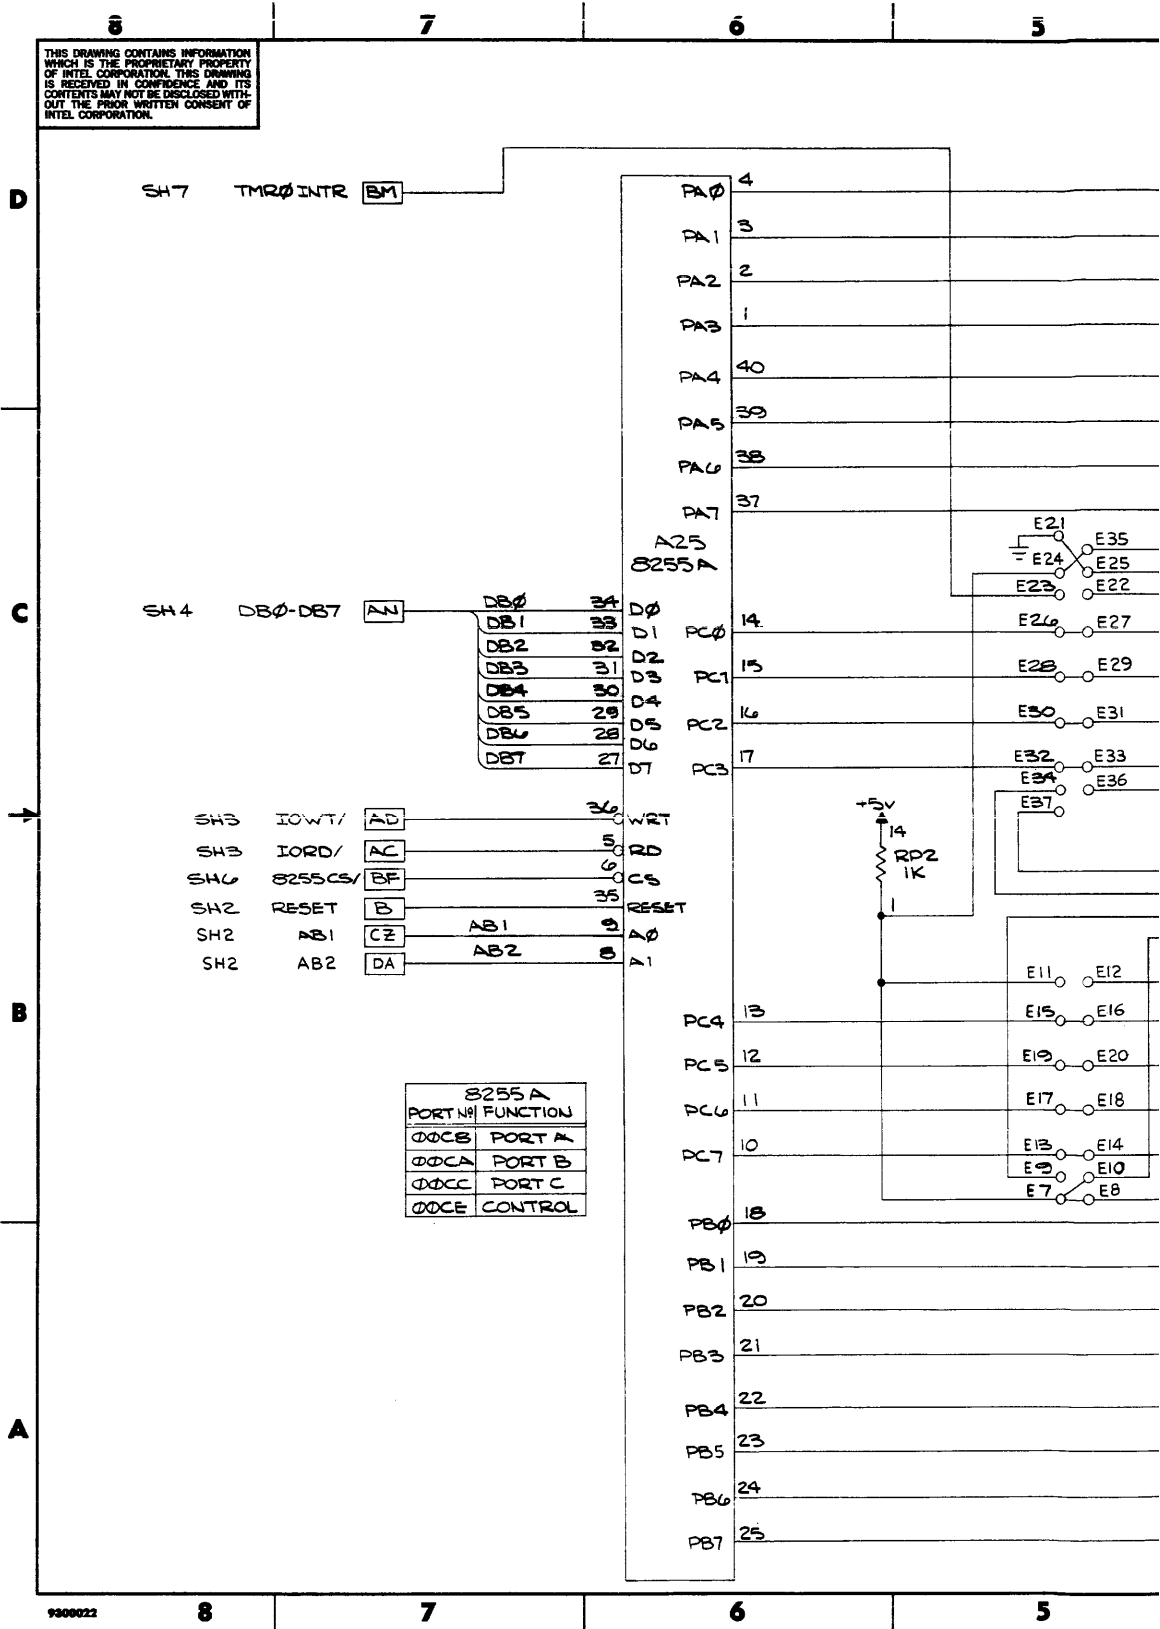 8 7 6 5
THIS DRAWING CONTAINS INFORMATION
WHICH IS THE PROPRIETARY PROPERTY
OF INTEL CORPORATION. THIS DRAWING
IS RECEIVED IN CONFIDENCE AND ITS
CONTENTS MAY NOT BE DISCLOSED WITH-
OUT THE PRIOR WRITTEN CONSENT OF
INTEL CORPORATION.
D
SH7 TMRØ INTR BM
PAØ 4
PA1 3
PA2 2
PA3 1
PA4 40
PA5 39
PA6 38
PA7 37
A25
8255A
E21
E35
E24
E25
E23 E22
C
SH4 DBØ-DB7 AN
DBØ 34 DØ
DB1 33 D1
DB2 32 D2
DB3 31 D3
DB4 30 D4
DB5 29 D5
DB6 28 D6
DB7 27 D7
PCØ 14 E26 E27
PC1 15 E28 E29
PC2 16 E30 E31
PC3 17 E32 E33
E34 E36
E37
SH3 IOWT/ AD 36 WRT
SH3 IORD/ AC 5 RD
SH6 8255CS/ BF 6 CS
SH2 RESET B 35 RESET
SH2 AB1 CZ AB1 9 AØ
SH2 AB2 DA AB2 8 A1
+5V
14
RP2
1K
1
E11 E12
B
PC4 13 E15 E16
PC5 12 E19 E20
PC6 11 E17 E18
PC7 10 E13 E14
E9 E10
E7 E8
8255A
PORT Nº FUNCTION
ØØC8 PORT A
ØØCA PORT B
ØØCC PORT C
ØØCE CONTROL
PBØ 18
PB1 19
PB2 20
PB3 21
A
PB4 22
PB5 23
PB6 24
PB7 25
9300022
8 7 6 5